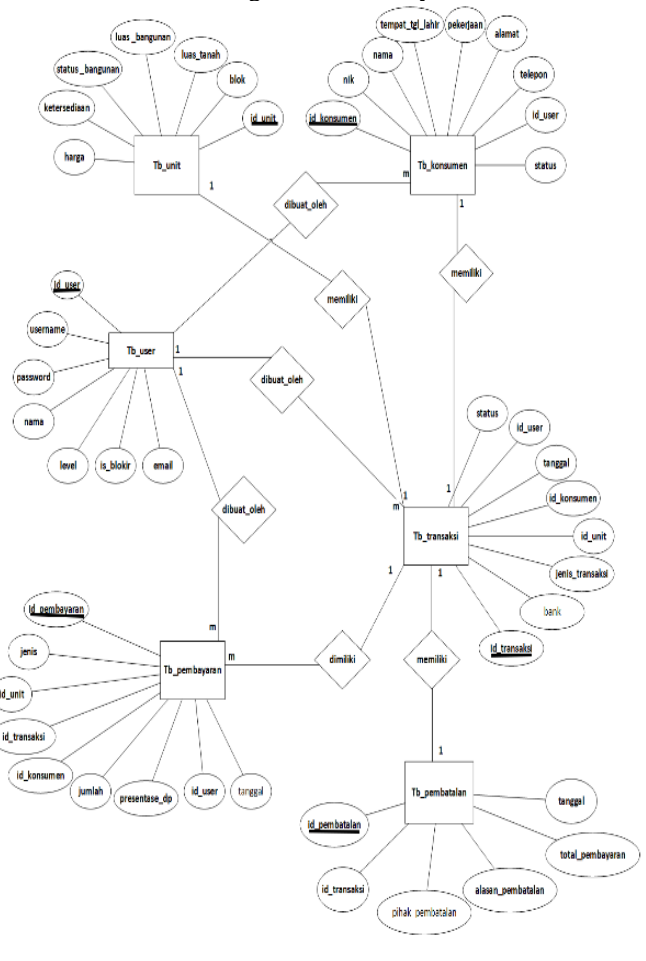 luas_bangunan
status_bangunan
luas_tanah
blok
ketersediaan
id_unit
harga
Tb_unit
1
tempat_tgl_lahir
pekerjaan
alamat
nama
telepon
nik
id_konsumen
id_user
status
Tb_konsumen
m
1
dibuat_oleh
memiliki
memiliki
id_user
username
password
nama
level
is_blokir
email
Tb_user
1
1
dibuat_oleh
dibuat_oleh
status
id_user
tanggal
id_konsumen
id_unit
jenis_transaksi
bank
id_transaksi
Tb_transaksi
1
m
1
1
1
id_pembayaran
jenis
id_unit
id_transaksi
id_konsumen
jumlah
presentase_dp
id_user
tanggal
Tb_pembayaran
m
m
dimiliki
memiliki
1
Tb_pembatalan
id_pembatalan
id_transaksi
pihak pembatalan
alasan_pembatalan
total_pembayaran
tanggal